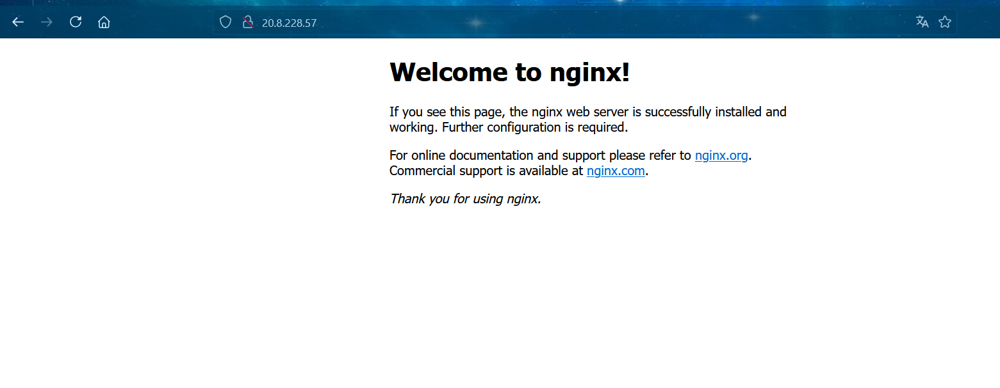 20.8.228.57
Welcome to nginx!
If you see this page, the nginx web server is successfully installed and
working. Further configuration is required.
For online documentation and support please refer to nginx.org.
Commercial support is available at nginx.com.
Thank you for using nginx.